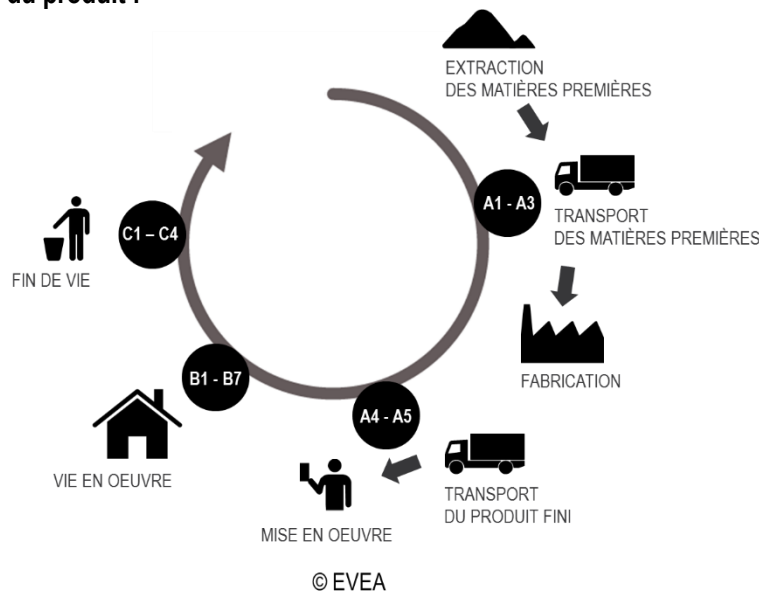 du produit :
EXTRACTION
DES MATIÈRES PREMIÈRES
A1 - A3
TRANSPORT
DES MATIÈRES PREMIÈRES
FABRICATION
A4 - A5
TRANSPORT
DU PRODUIT FINI
MISE EN OEUVRE
B1 - B7
VIE EN OEUVRE
C1 – C4
FIN DE VIE
© EVEA